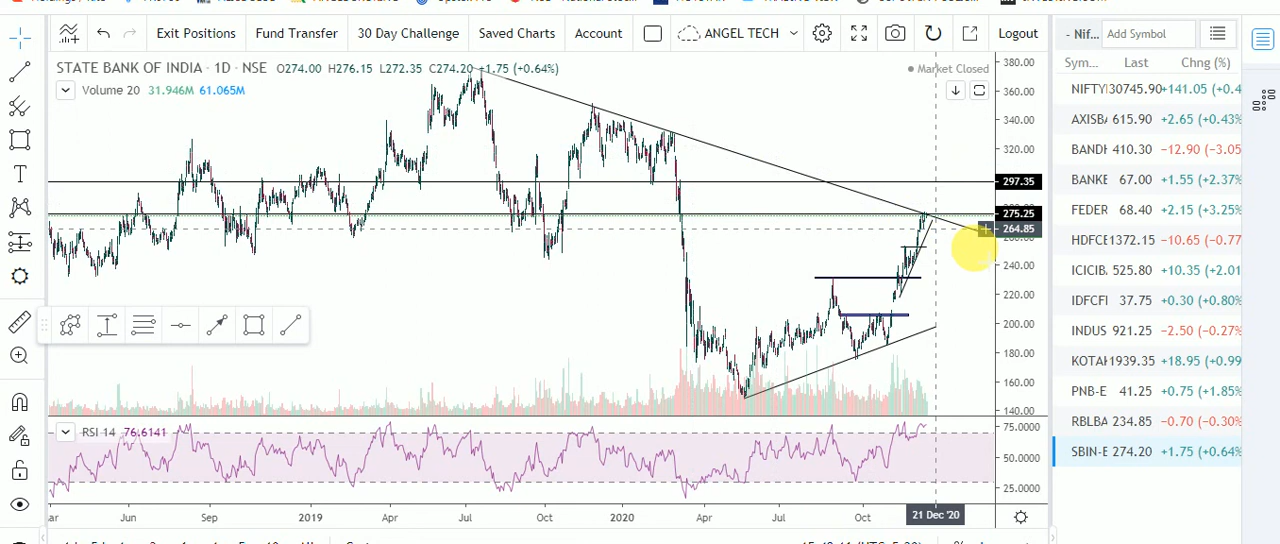 Exit Positions Fund Transfer 30 Day Challenge Saved Charts Account ANGEL TECH Logout
- Nif... Add Symbol
STATE BANK OF INDIA · 1D · NSE O274.00 H276.15 L272.35 C274.20 +1.75 (+0.64%)
Market Closed
Volume 20 31.946M 61.065M
380.00
360.00
340.00
320.00
297.35
275.25
264.85
240.00
220.00
200.00
180.00
160.00
140.00
RSI 14 76.6141
75.0000
50.0000
25.0000
Jun Sep 2019 Apr Jul Oct 2020 Apr Jul Oct 21 Dec '20
Sym... Last Chng (%)
NIFTY 30745.90 +141.05 (+0.4
AXISB 615.90 +2.65 (+0.43%
BANDH 410.30 -12.90 (-3.05
BANKE 67.00 +1.55 (+2.37%
FEDER 68.40 +2.15 (+3.25%
HDFCE 1372.15 -10.65 (-0.77
ICICIB 525.80 +10.35 (+2.01
IDFCFI 37.75 +0.30 (+0.80%
INDUS 921.25 -2.50 (-0.27%
KOTA 1939.35 +18.95 (+0.99
PNB-E 41.25 +0.75 (+1.85%
RBLBA 234.85 -0.70 (-0.30%
SBIN-E 274.20 +1.75 (+0.64%